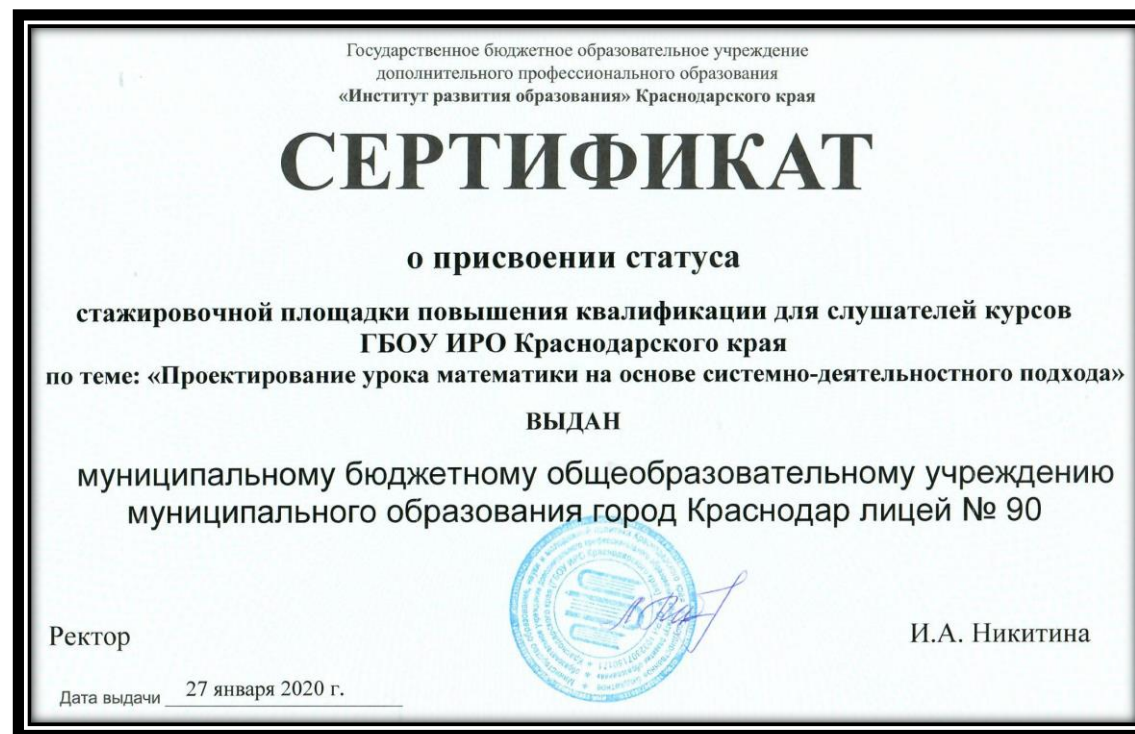 Государственное бюджетное образовательное учреждение
дополнительного профессионального образования
«Институт развития образования» Краснодарского края
СЕРТИФИКАТ
о присвоении статуса
стажировочной площадки повышения квалификации для слушателей курсов
ГБОУ ИРО Краснодарского края
по теме: «Проектирование урока математики на основе системно-деятельностного подхода»
ВЫДАН
муниципальному бюджетному общеобразовательному учреждению
муниципального образования город Краснодар лицей № 90
Ректор
И.А. Никитина
Дата выдачи 27 января 2020 г.